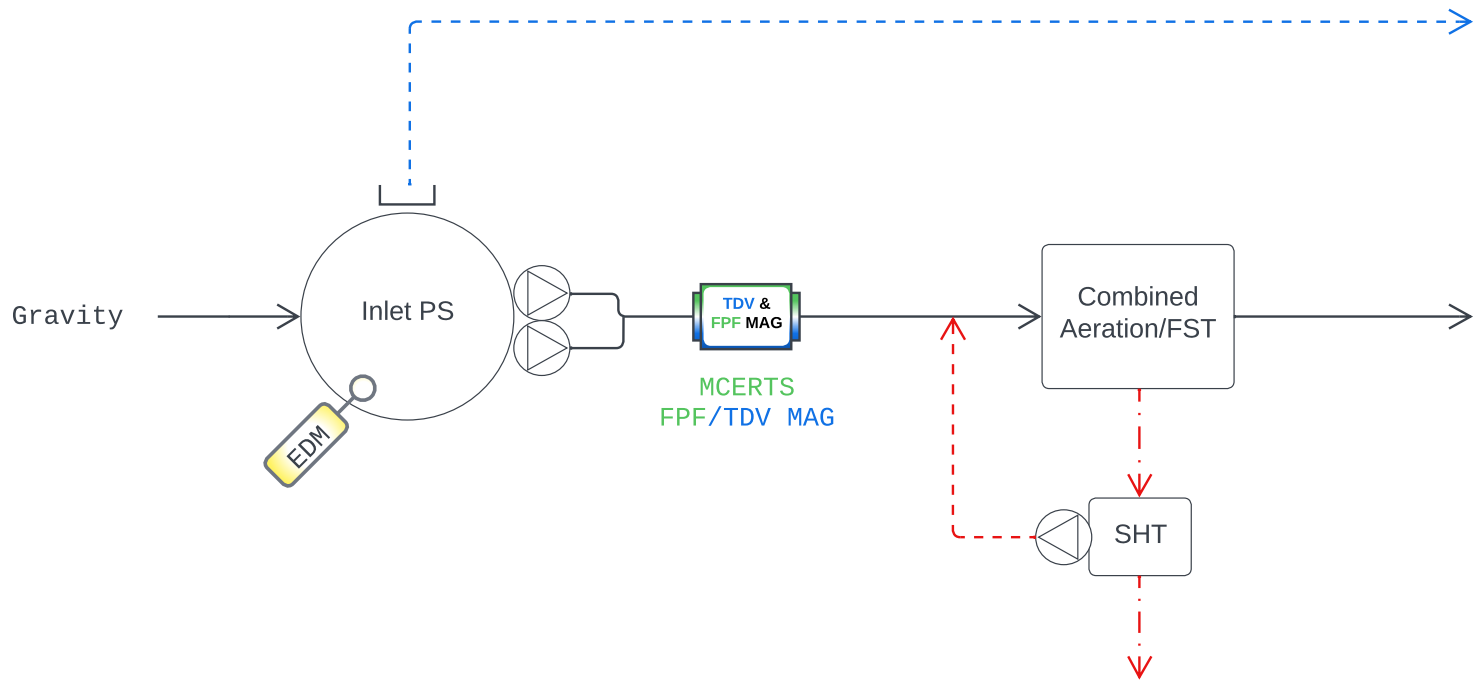 Gravity
Inlet PS
EDM
TDV &
FPF MAG
MCERTS
FPF/TDV MAG
Combined
Aeration/FST
SHT